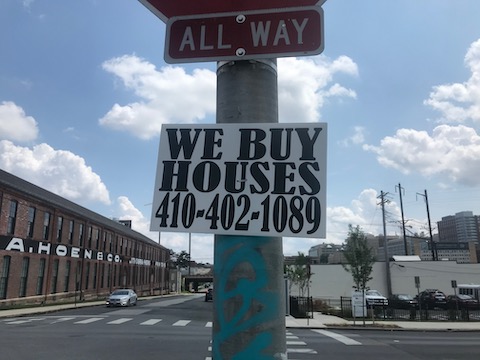 ALL WAY
WE BUY
HOUSES
410-402-1089
A. HOEN & CO.